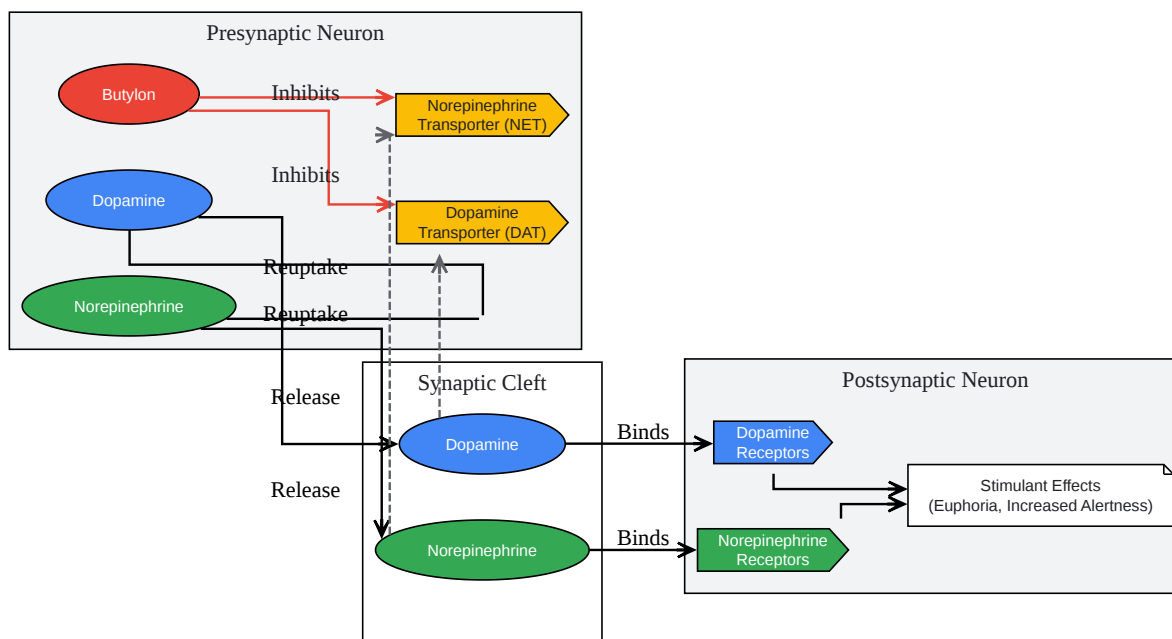 Presynaptic Neuron
Butylon
Inhibits
Norepinephrine
Transporter (NET)
Inhibits
Dopamine
Dopamine
Transporter (DAT)
Reuptake
Norepinephrine
Reuptake
Synaptic Cleft
Postsynaptic Neuron
Release
Dopamine
Binds
Dopamine
Receptors
Release
Stimulant Effects
(Euphoria, Increased Alertness)
Norepinephrine
Binds
Norepinephrine
Receptors